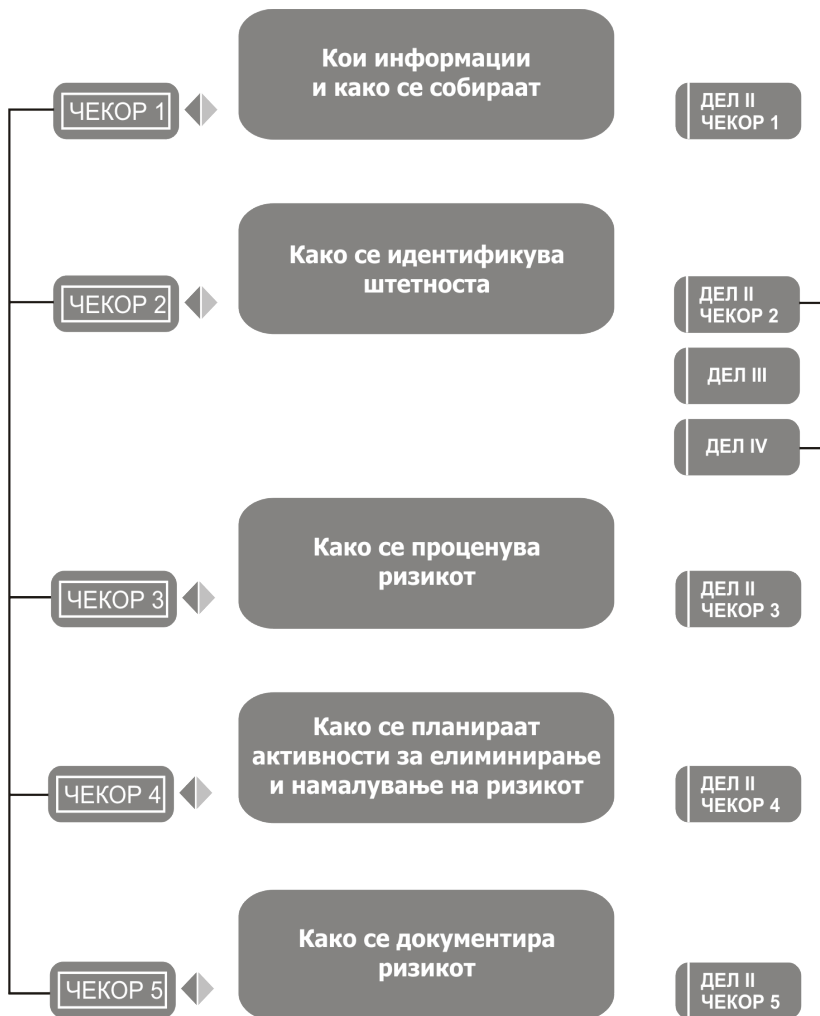 ЧЕКОР 1
Кои информации
и како се собираат
ДЕЛ II
ЧЕКОР 1
ЧЕКОР 2
Како се идентификува
штетноста
ДЕЛ II
ЧЕКОР 2
ДЕЛ III
ДЕЛ IV
ЧЕКОР 3
Како се проценува
ризикот
ДЕЛ II
ЧЕКОР 3
ЧЕКОР 4
Како се планираат
активности за елиминирање
и намалување на ризикот
ДЕЛ II
ЧЕКОР 4
ЧЕКОР 5
Како се документира
ризикот
ДЕЛ II
ЧЕКОР 5